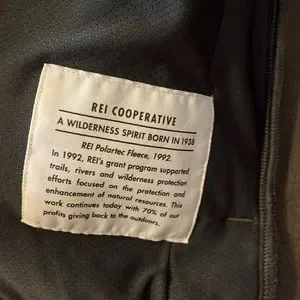 REI COOPERATIVE
A WILDERNESS SPIRIT BORN IN 1938
REI Polartec Fleece, 1992.
In 1992, REI's grant program supported
trails, rivers and wilderness protection
efforts focused on the protection and
enhancement of natural resources. This
work continues today with 70% of our
profits giving back to the outdoors.